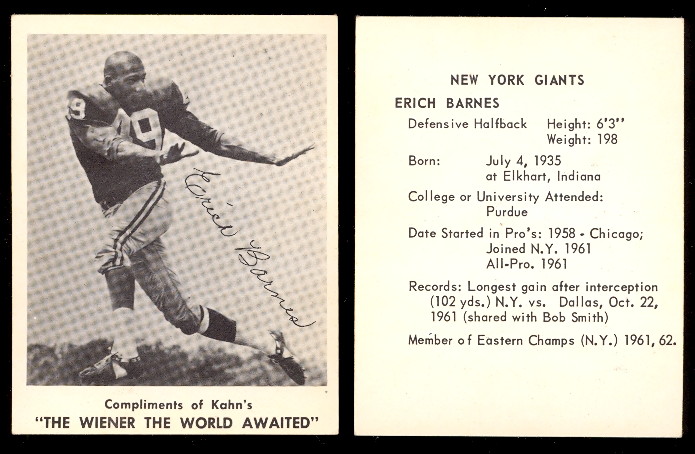 49
49
Erich Barnes
Compliments of Kahn's
"THE WIENER THE WORLD AWAITED"
NEW YORK GIANTS
ERICH BARNES
Defensive Halfback Height: 6'3"
Weight: 198
Born: July 4, 1935
at Elkhart, Indiana
College or University Attended:
Purdue
Date Started in Pro's: 1958 - Chicago;
Joined N.Y. 1961
All-Pro. 1961
Records: Longest gain after interception
(102 yds.) N.Y. vs. Dallas, Oct. 22,
1961 (shared with Bob Smith)
Member of Eastern Champs (N.Y.) 1961, 62.